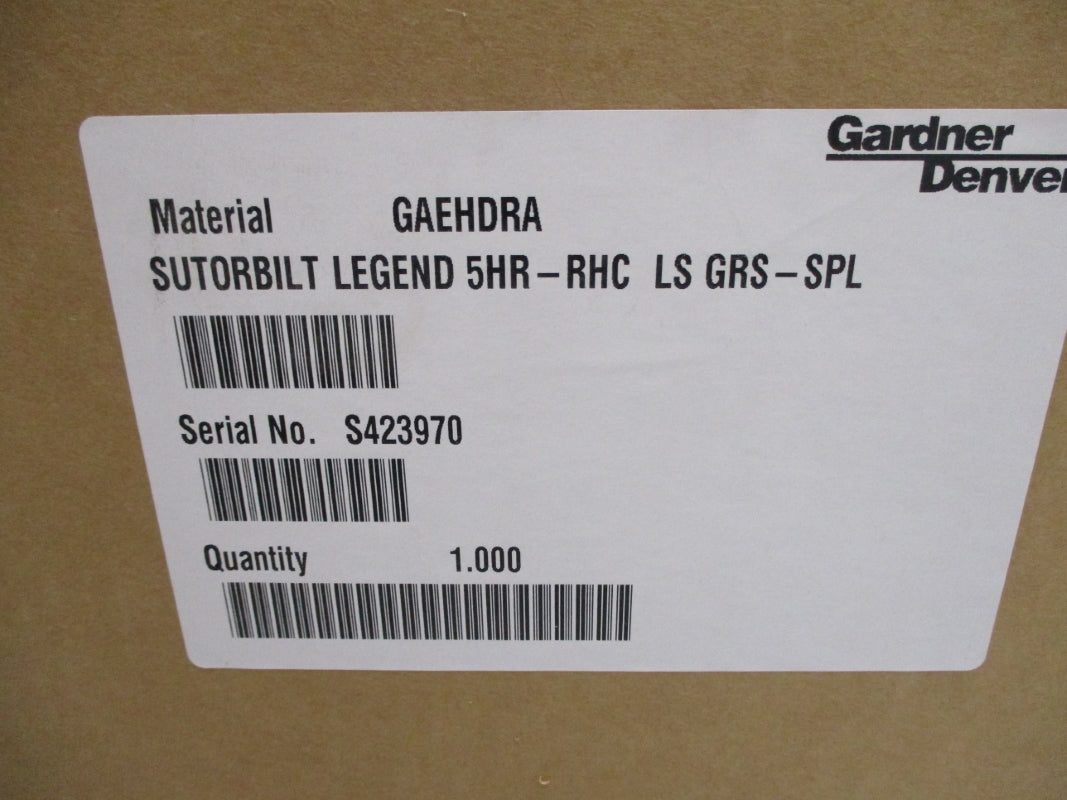 Gardner
Denver
Material GAEHDRA
SUTORBILT LEGEND 5HR-RHC LS GRS-SPL
Serial No. S423970
Quantity 1.000